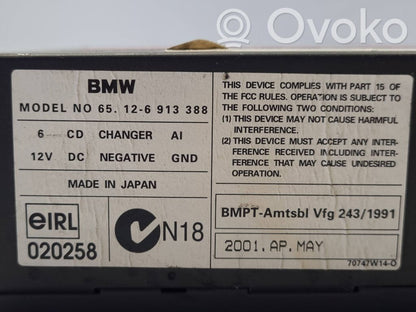 Ovoko
BMW
MODEL NO 65. 12-6 913 388
6 CD CHANGER AI
12V DC NEGATIVE GND
MADE IN JAPAN
eIRL
020258
N18
THIS DEVICE COMPLIES WITH PART 15 OF
THE FCC RULES. OPERATION IS SUBJECT TO
THE FOLLOWING TWO CONDITIONS:
(1) THIS DEVICE MAY NOT CAUSE HARMFUL
INTERFERENCE.
(2) THIS DEVICE MUST ACCEPT ANY INTER-
FERENCE RECEIVED INCLUDING INTER-
FERENCE THAT MAY CAUSE UNDESIRED
OPERATION.
BMPT-Amtsbl Vfg 243/1991
2001. AP. MAY
70747W14-O
Powered by Ovoko